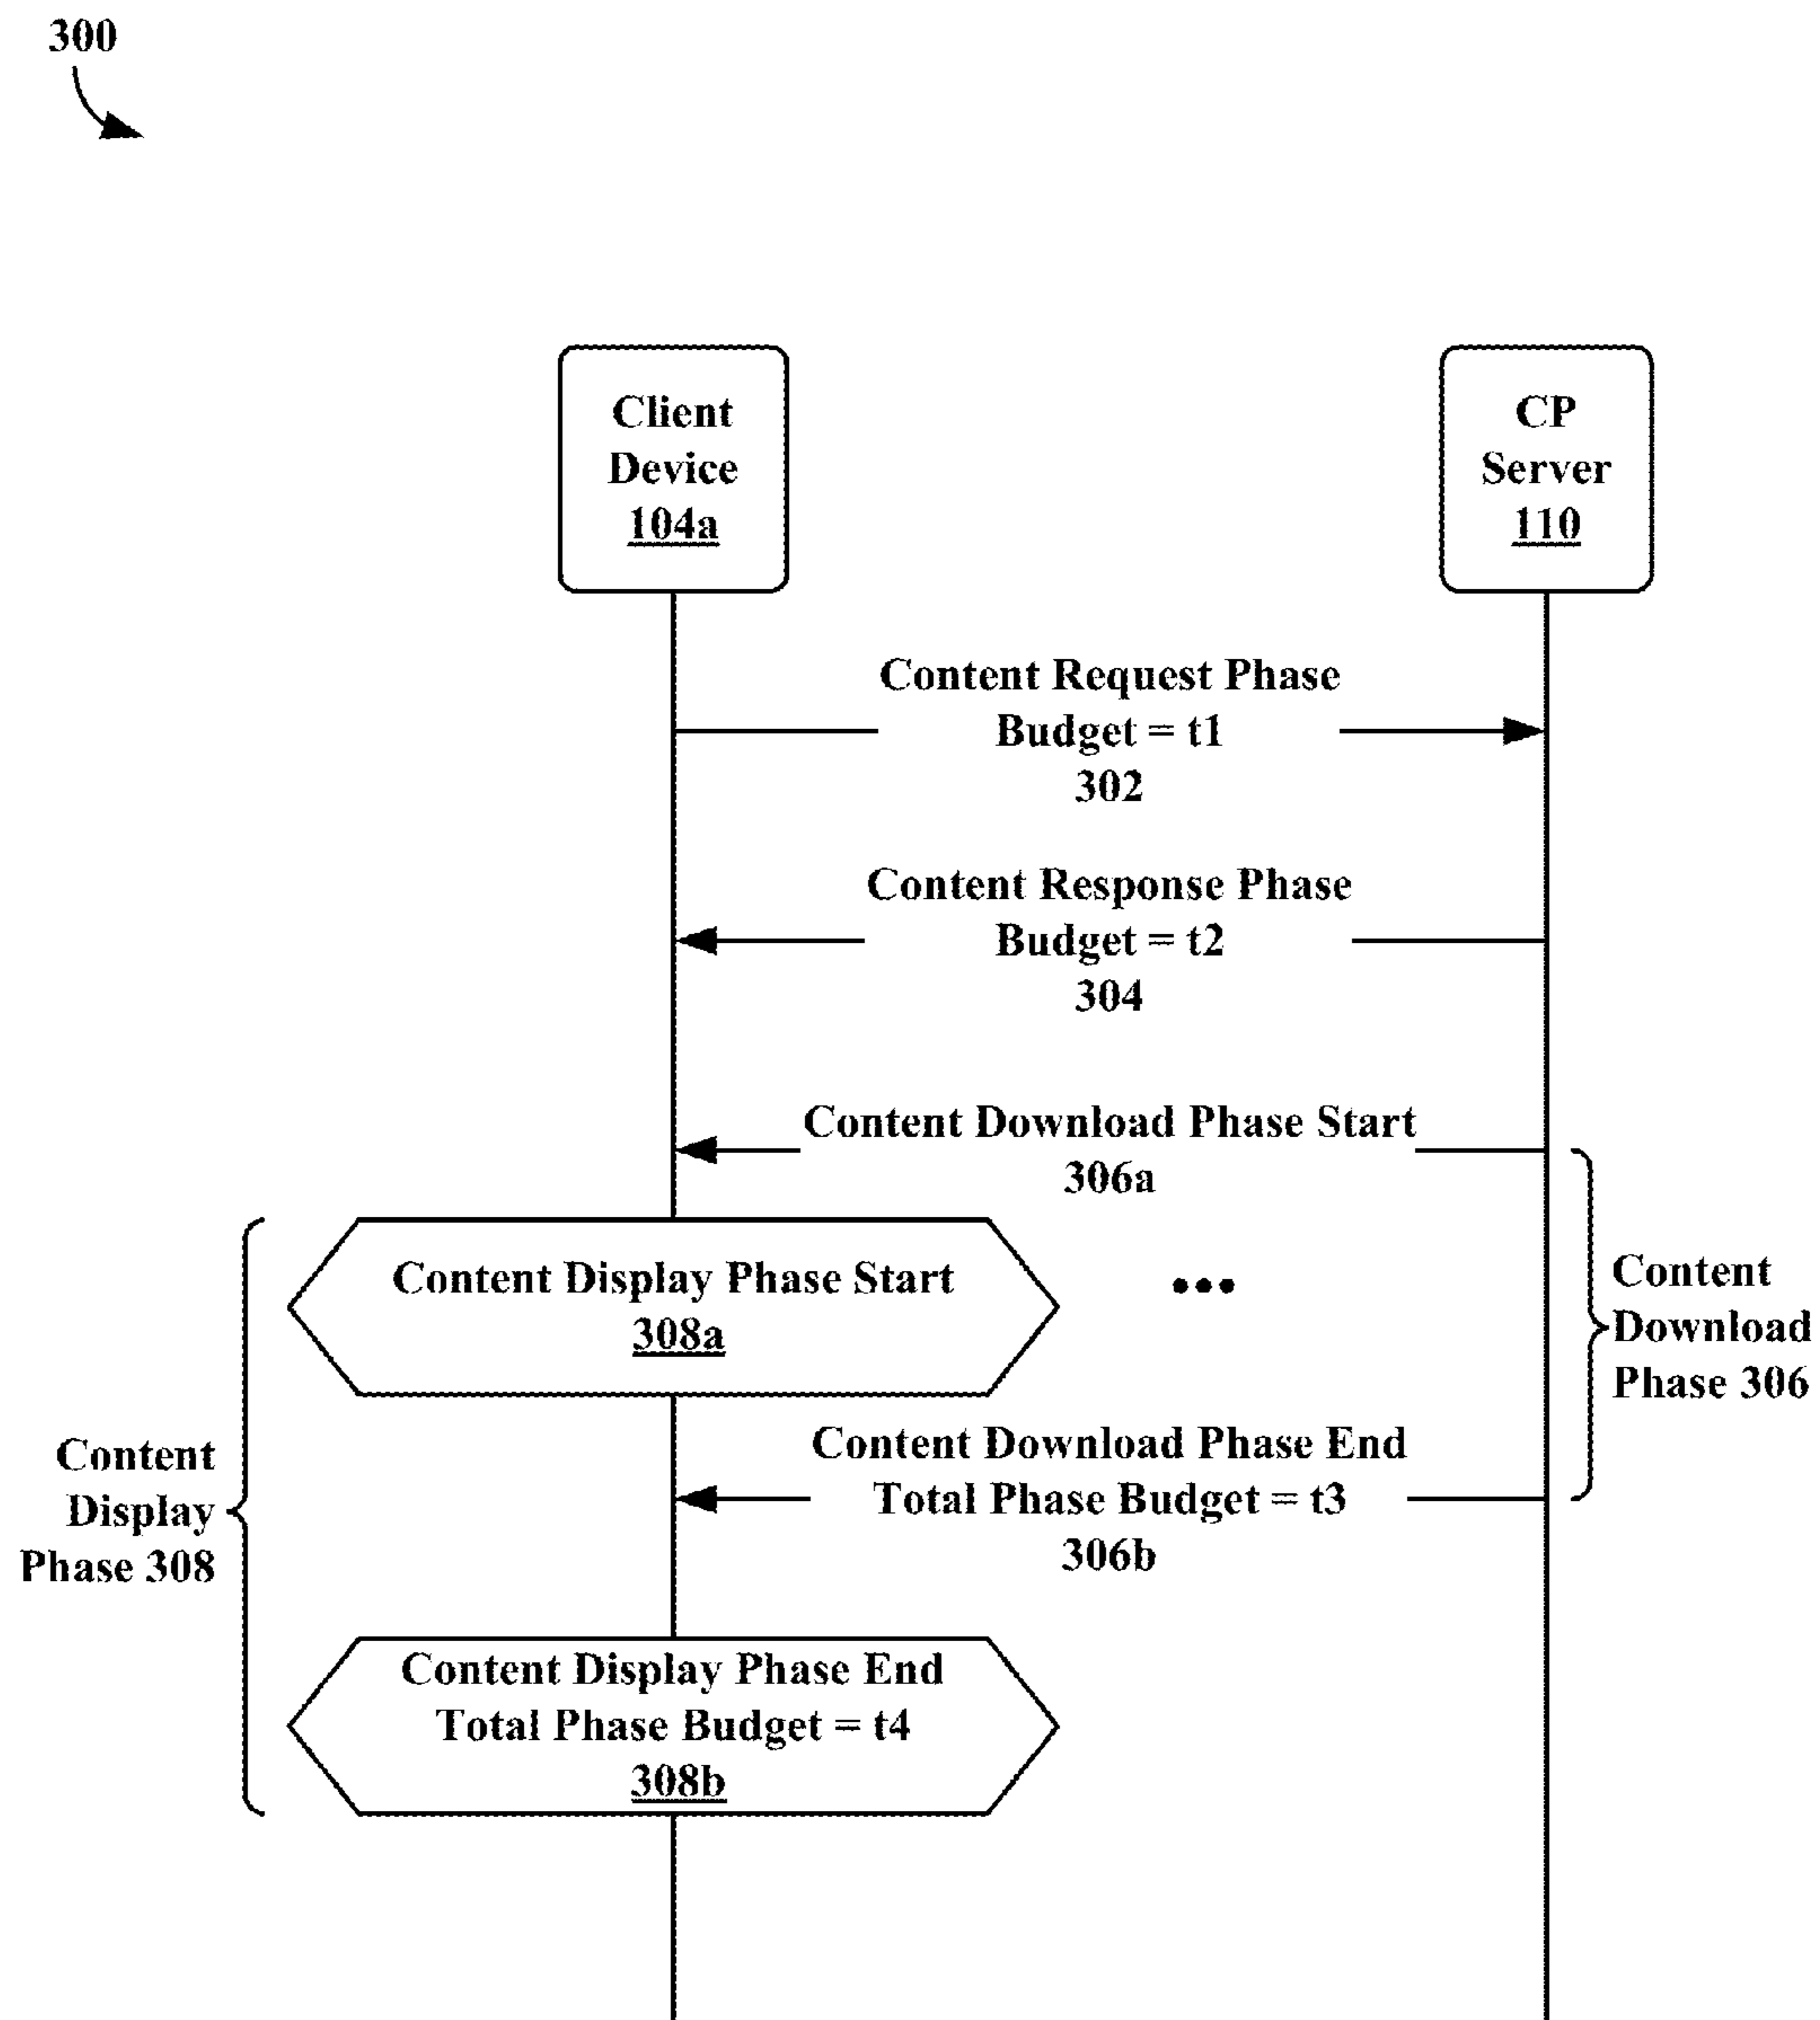 300
Client
Device
104a
CP
Server
110
Content Request Phase
Budget = t1
302
Content Response Phase
Budget = t2
304
Content Download Phase Start
306a
Content Display Phase Start
308a
Content
Download
Phase 306
Content Download Phase End
Total Phase Budget = t3
306b
Content
Display
Phase 308
Content Display Phase End
Total Phase Budget = t4
308b